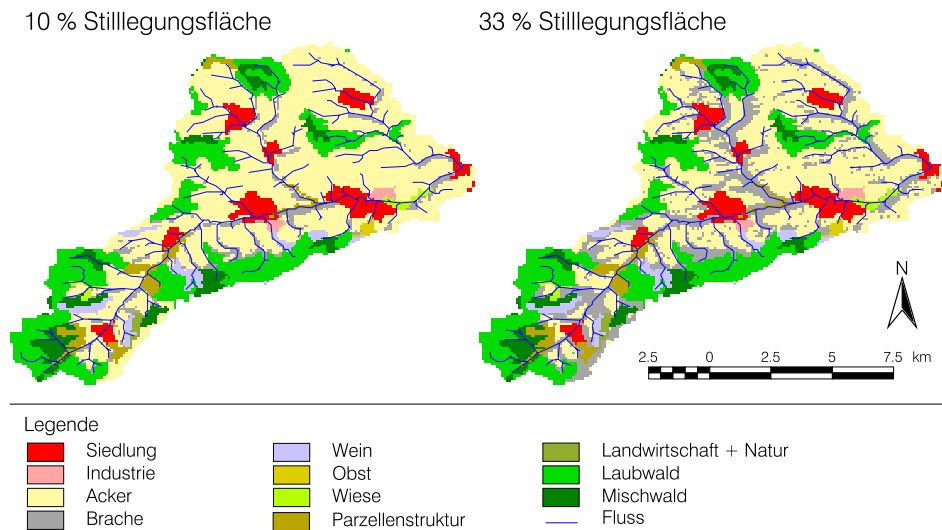 10 % Stilllegungsfläche
33 % Stilllegungsfläche
N
2.5 0 2.5 5 7.5 km
Legende
Siedlung
Industrie
Acker
Brache
Wein
Obst
Wiese
Parzellenstruktur
Landwirtschaft + Natur
Laubwald
Mischwald
Fluss